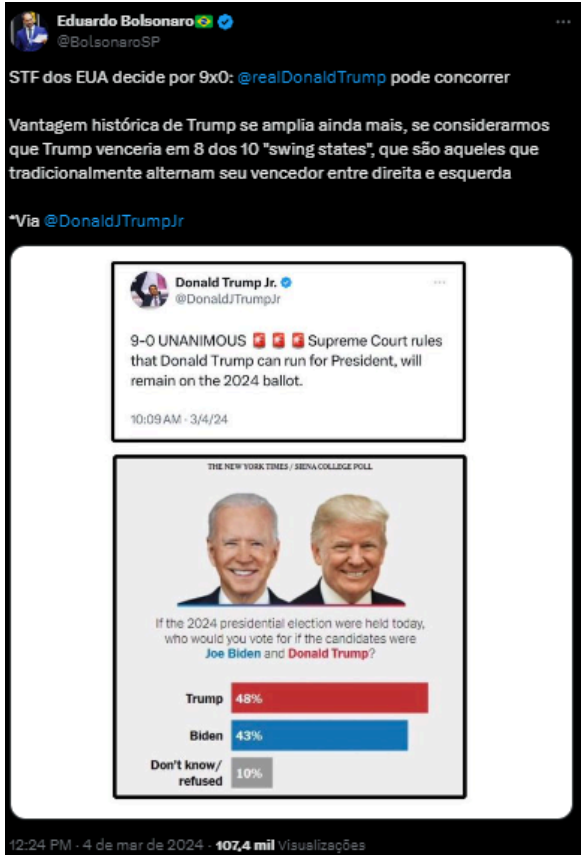 Eduardo Bolsonaro🇧🇷
@BolsonaroSP
STF dos EUA decide por 9x0: @realDonaldTrump pode concorrer
Vantagem histórica de Trump se amplia ainda mais, se considerarmos
que Trump venceria em 8 dos 10 "swing states", que são aqueles que
tradicionalmente alternam seu vencedor entre direita e esquerda
*Via @DonaldJTrumpJr
Donald Trump Jr.
@DonaldJTrumpJr
9-0 UNANIMOUS 🚨 🚨 🚨 Supreme Court rules
that Donald Trump can run for President, will
remain on the 2024 ballot.
10:09 AM · 3/4/24
THE NEW YORK TIMES / SIENA COLLEGE POLL
If the 2024 presidential election were held today,
who would you vote for if the candidates were
Joe Biden and Donald Trump?
Trump 48%
Biden 43%
Don't know/
refused 10%
12:24 PM · 4 de mar de 2024 · 107,4 mil Visualizações